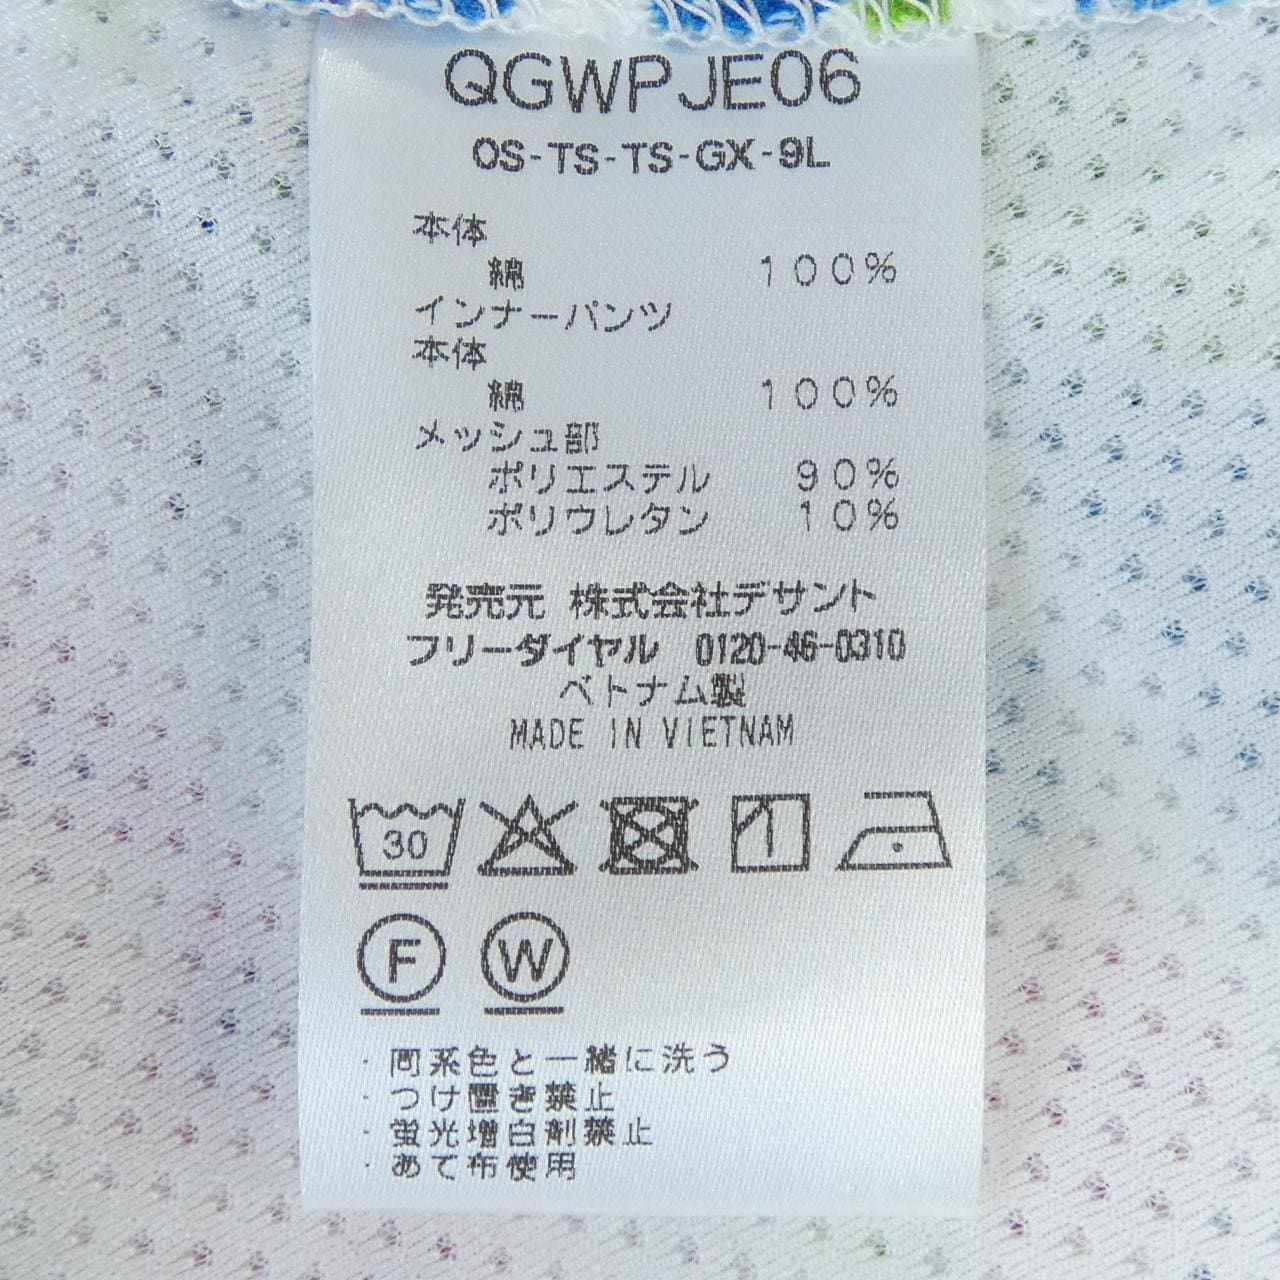 QGWPJE06
OS-TS-TS-GX-9L
本体
綿 100%
インナーパンツ
本体
綿 100%
メッシュ部
ポリエステル 90%
ポリウレタン 10%
発売元 株式会社デサント
フリーダイヤル 0120-46-0310
ベトナム製
MADE IN VIETNAM
30
F W
・同系色と一緒に洗う
・つけ置き禁止
・蛍光増白剤禁止
・あて布使用